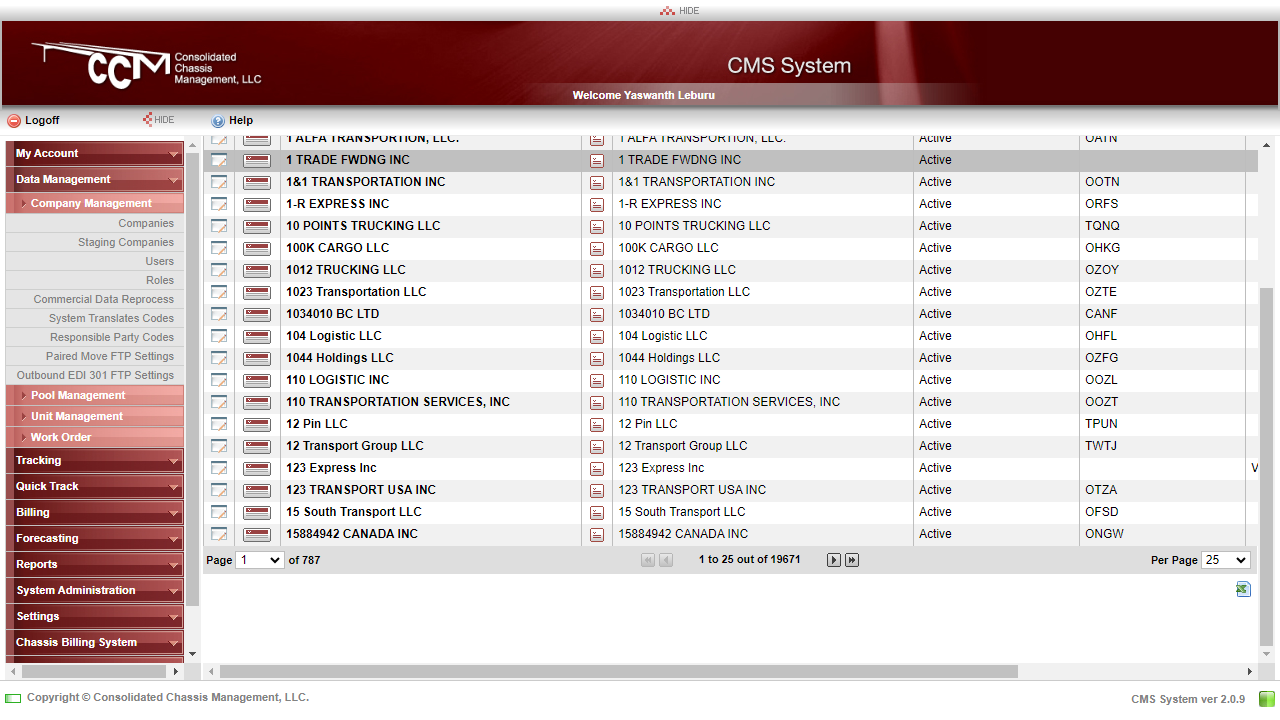 HIDE
CCM
Consolidated
Chassis
Management, LLC
CMS System
Welcome Yaswanth Leburu
Logoff
HIDE
Help
My Account
Data Management
Company Management
Companies
Staging Companies
Users
Roles
Commercial Data Reprocess
System Translates Codes
Responsible Party Codes
Paired Move FTP Settings
Outbound EDI 301 FTP Settings
Pool Management
Unit Management
Work Order
Tracking
Quick Track
Billing
Forecasting
Reports
System Administration
Settings
Chassis Billing System
1 ALFA TRANSPORTION, LLC. 1 ALFA TRANSPORTION, LLC. Active OATN
1 TRADE FWDNG INC 1 TRADE FWDNG INC Active
1&1 TRANSPORTATION INC 1&1 TRANSPORTATION INC Active OOTN
1-R EXPRESS INC 1-R EXPRESS INC Active ORFS
10 POINTS TRUCKING LLC 10 POINTS TRUCKING LLC Active TQNQ
100K CARGO LLC 100K CARGO LLC Active OHKG
1012 TRUCKING LLC 1012 TRUCKING LLC Active OZOY
1023 Transportation LLC 1023 Transportation LLC Active OZTE
1034010 BC LTD 1034010 BC LTD Active CANF
104 Logistic LLC 104 Logistic LLC Active OHFL
1044 Holdings LLC 1044 Holdings LLC Active OZFG
110 LOGISTIC INC 110 LOGISTIC INC Active OOZL
110 TRANSPORTATION SERVICES, INC 110 TRANSPORTATION SERVICES, INC Active OOZT
12 Pin LLC 12 Pin LLC Active TPUN
12 Transport Group LLC 12 Transport Group LLC Active TWTJ
123 Express Inc 123 Express Inc Active V
123 TRANSPORT USA INC 123 TRANSPORT USA INC Active OTZA
15 South Transport LLC 15 South Transport LLC Active OFSD
15884942 CANADA INC 15884942 CANADA INC Active ONGW
Page 1 of 787 1 to 25 out of 19671 Per Page 25
Copyright © Consolidated Chassis Management, LLC.
CMS System ver 2.0.9